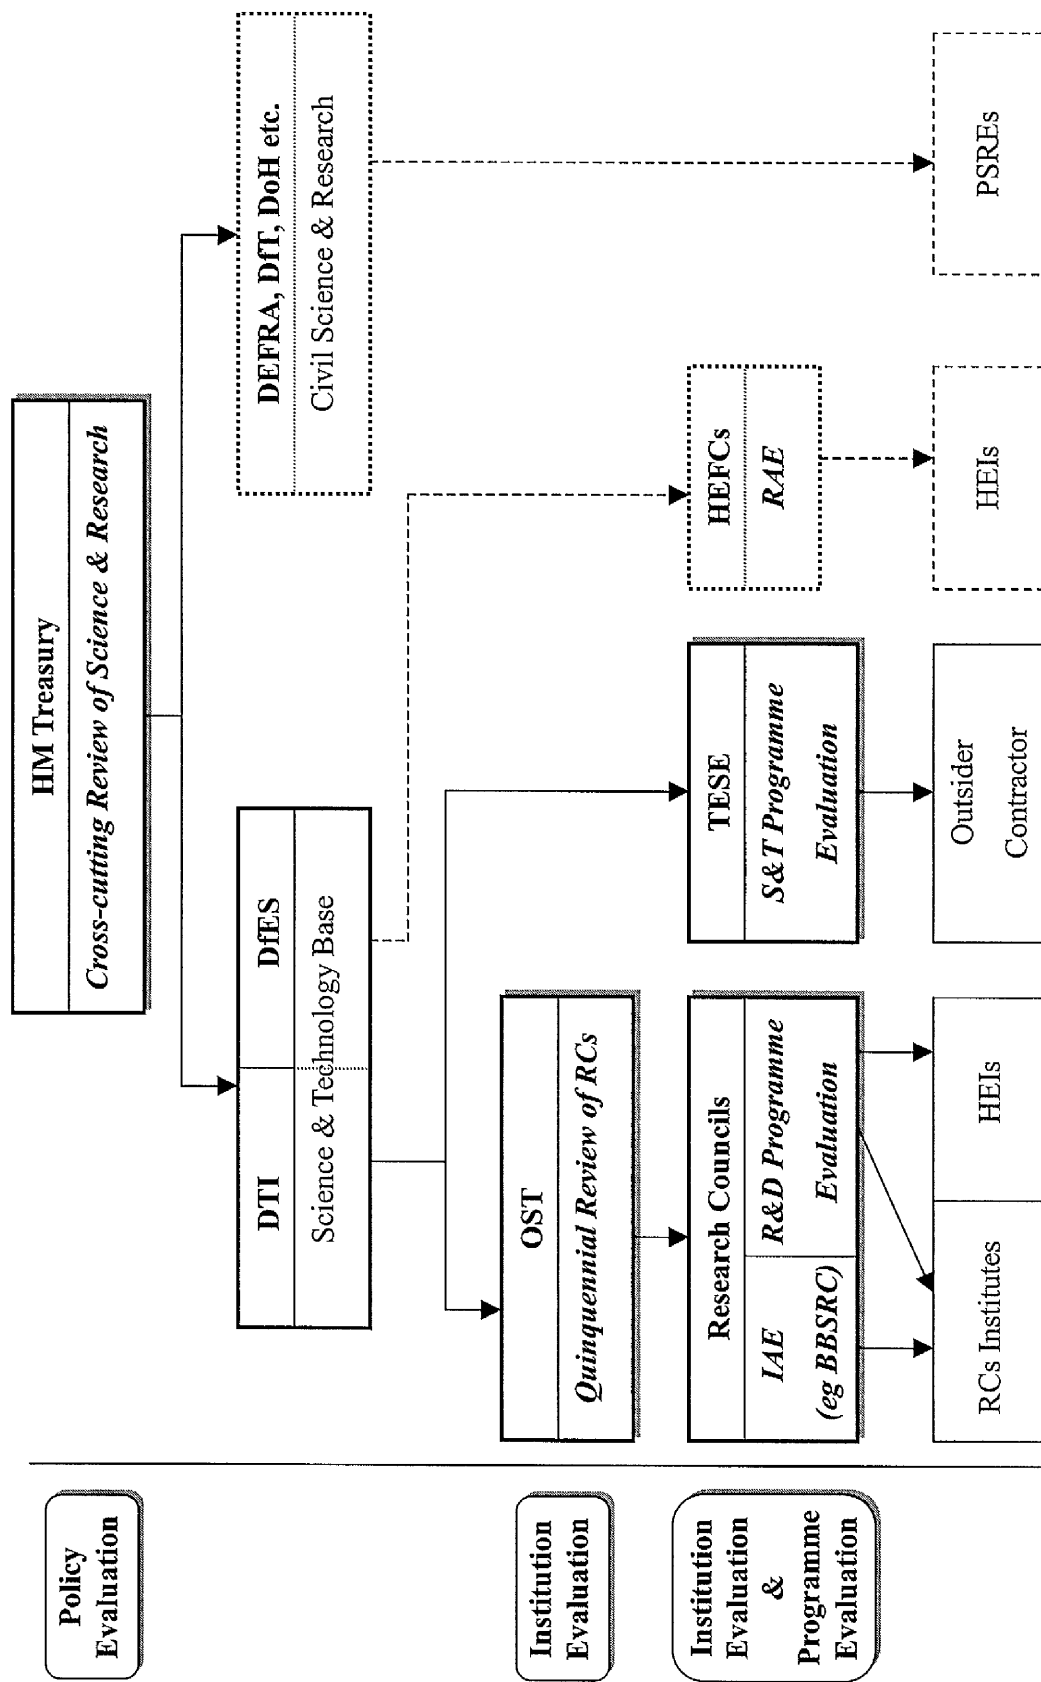 Policy
Evaluation
HM Treasury
Cross-cutting Review of Science & Research
DTI
DfES
Science & Technology Base
DEFRA, DfT, DoH etc.
Civil Science & Research
Institution
Evaluation
OST
Quinquennial Review of RCs
Institution
Evaluation
&
Programme
Evaluation
Research Councils
IAE
(eg BBSRC)
R&D Programme
Evaluation
TESE
S&T Programme
Evaluation
HEFCs
RAE
RCs Institutes
HEIs
Outsider
Contractor
HEIs
PSREs